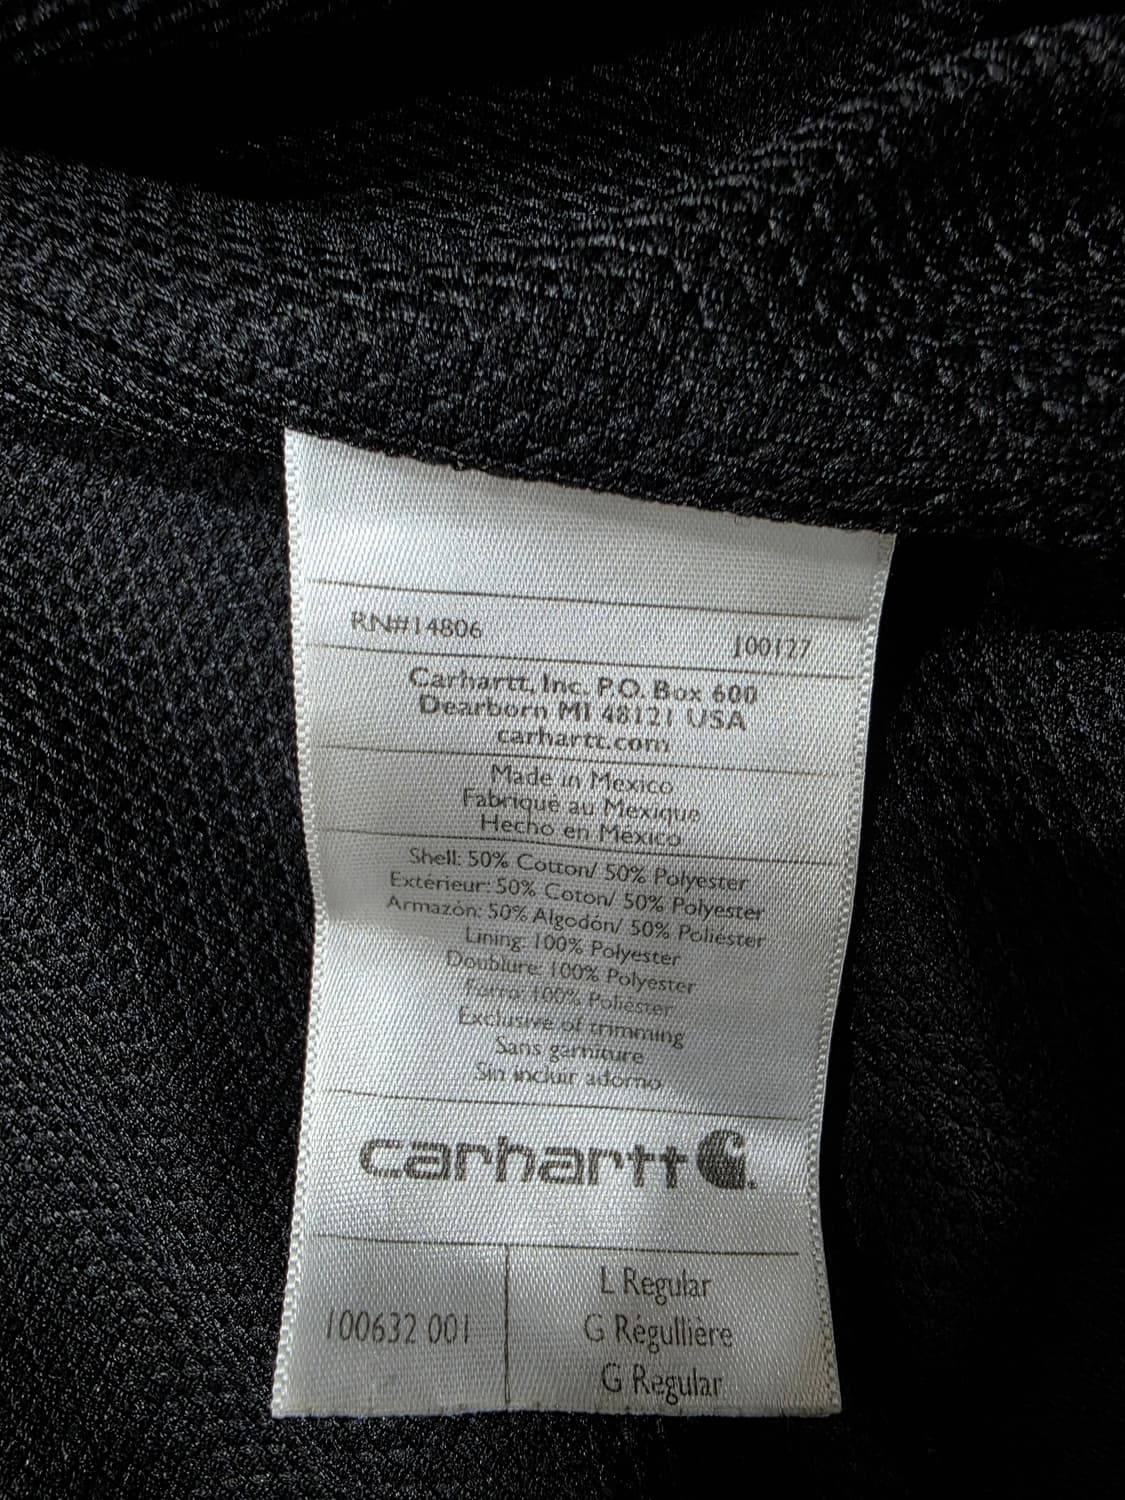 RN#14806 100127
Carhartt, Inc. P.O. Box 600
Dearborn MI 48121 USA
carhartt.com
Made in Mexico
Fabriqué au Mexique
Hecho en México
Shell: 50% Cotton/ 50% Polyester
Extérieur: 50% Coton/ 50% Polyester
Armazón: 50% Algodón/ 50% Poliéster
Lining: 100% Polyester
Doublure: 100% Polyester
Forro: 100% Poliéster
Exclusive of trimming
Sans garniture
Sin incluir adorno
carhartt
100632 001
L Regular
G Régullière
G Regular